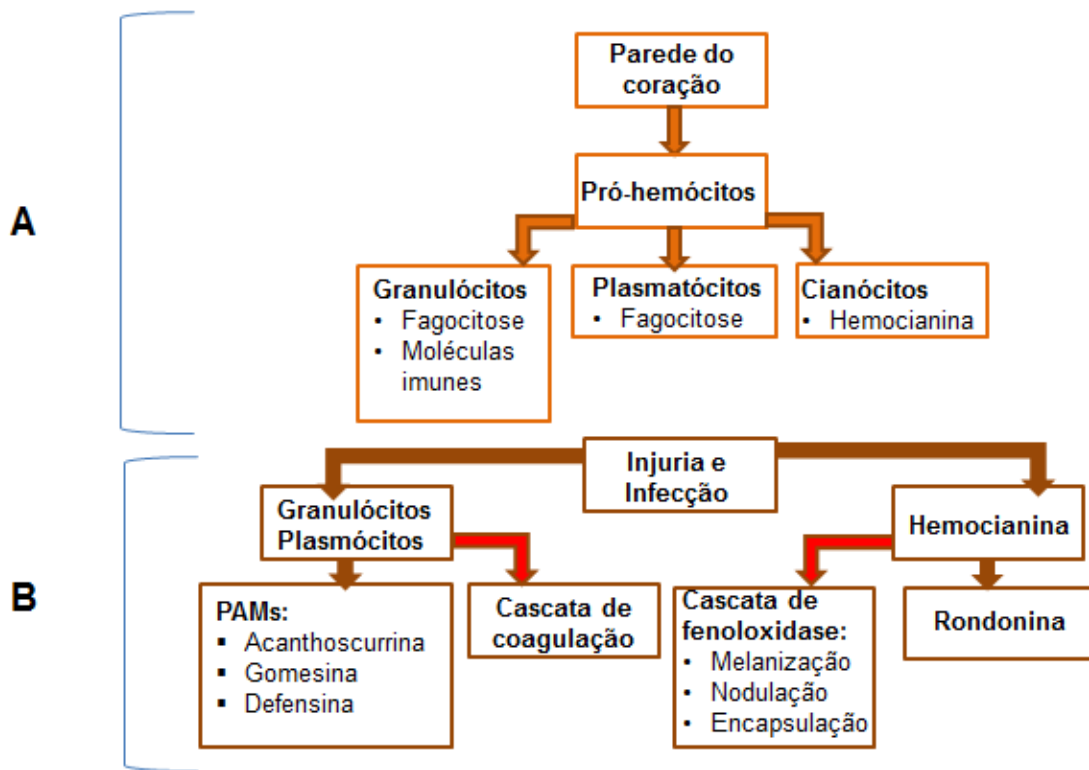 A
Parede do
coração
Pró-hemócitos
Granulócitos
• Fagocitose
• Moléculas
imunes
Plasmatócitos
• Fagocitose
Cianócitos
• Hemocianina
B
Injuria e
Infecção
Granulócitos
Plasmócitos
Hemocianina
PAMs:
▪ Acanthoscurrina
▪ Gomesina
▪ Defensina
Cascata de
coagulação
Cascata de
fenoloxidase:
• Melanização
• Nodulação
• Encapsulação
Rondonina